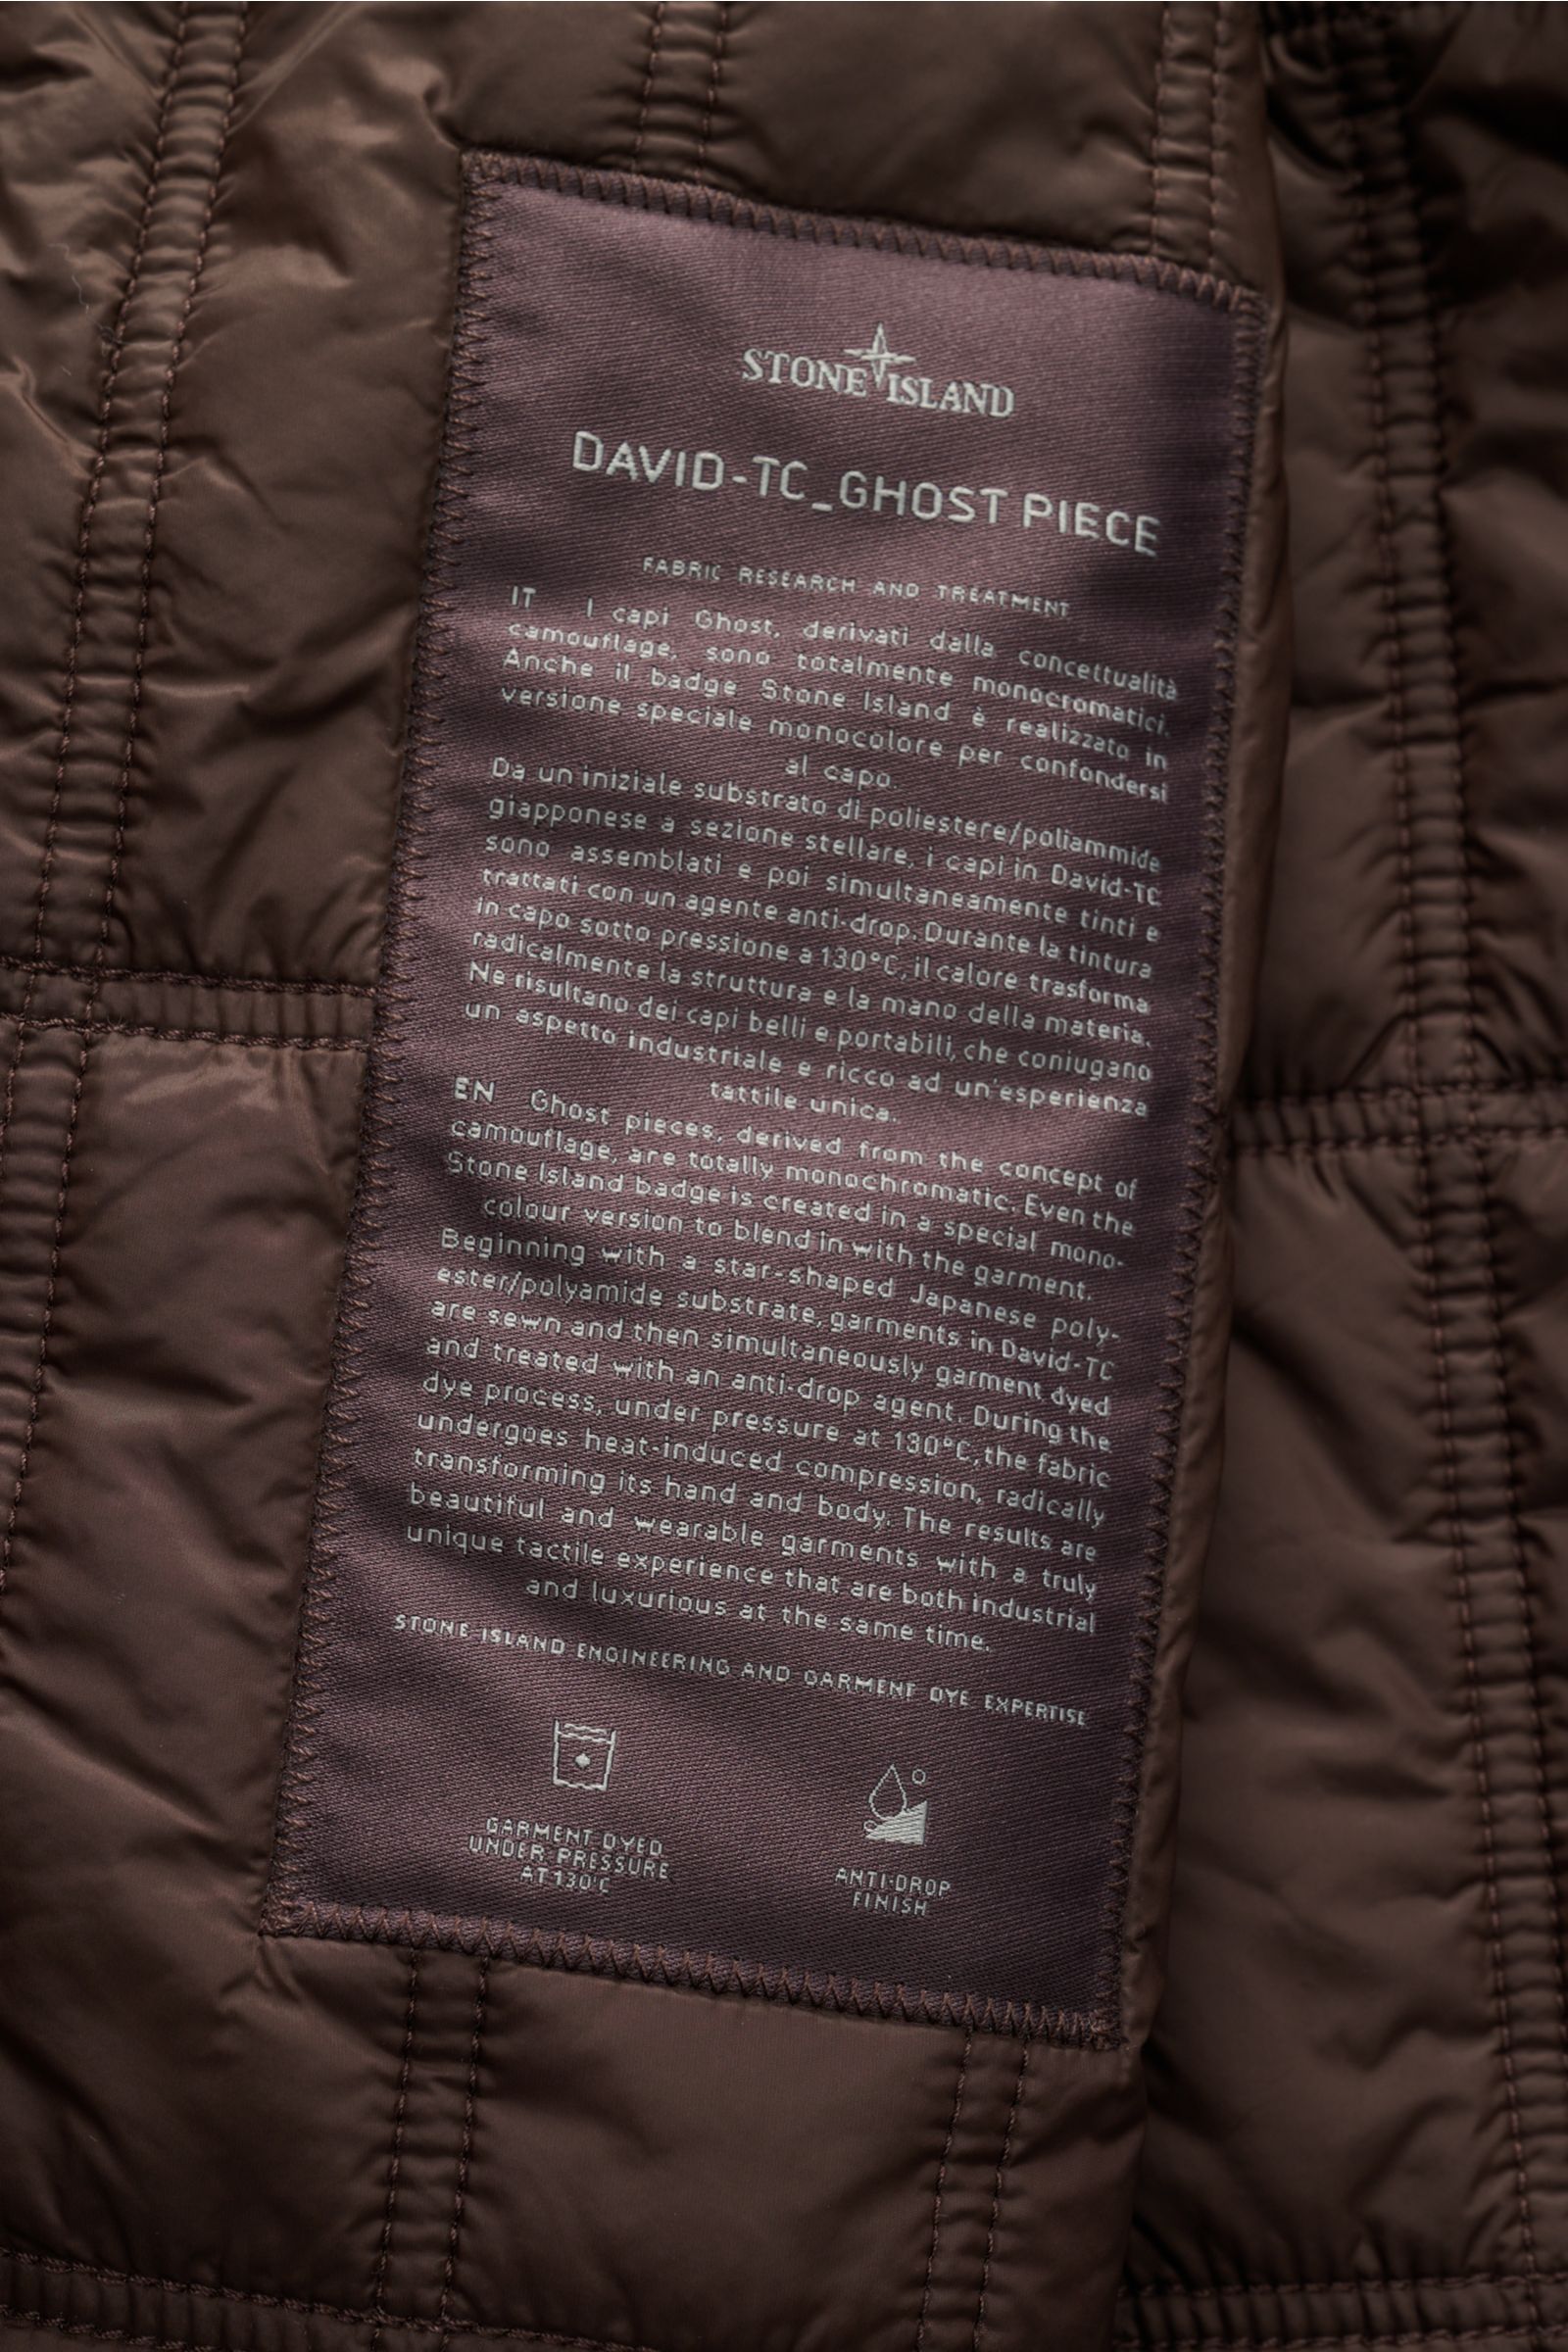 STONE ISLAND
DAVID-TC_GHOST PIECE
FABRIC RESEARCH AND TREATMENT
IT I capi Ghost, derivati dalla concettualità
camouflage, sono totalmente monocromatici.
Anche il badge Stone Island è realizzato in
versione speciale monocolore per confondersi
al capo.
Da un iniziale substrato di poliestere/poliammide
giapponese a sezione stellare, i capi in David-TC
sono assemblati e poi simultaneamente tinti e
trattati con un agente anti-drop. Durante la tintura
in capo sotto pressione a 130°C, il calore trasforma
radicalmente la struttura e la mano della materia.
Ne risultano dei capi belli e portabili, che coniugano
un aspetto industriale e ricco ad un'esperienza
tattile unica.
EN Ghost pieces, derived from the concept of
camouflage, are totally monochromatic. Even the
Stone Island badge is created in a special mono-
colour version to blend in with the garment.
Beginning with a star-shaped Japanese poly-
ester/polyamide substrate, garments in David-TC
are sewn and then simultaneously garment dyed
and treated with an anti-drop agent. During the
dye process, under pressure at 130°C, the fabric
undergoes heat-induced compression, radically
transforming its hand and body. The results are
beautiful and wearable garments with a truly
unique tactile experience that are both industrial
and luxurious at the same time.
STONE ISLAND ENGINEERING AND GARMENT DYE EXPERTISE
GARMENT DYED
UNDER PRESSURE
AT 130°C
ANTI-DROP
FINISH